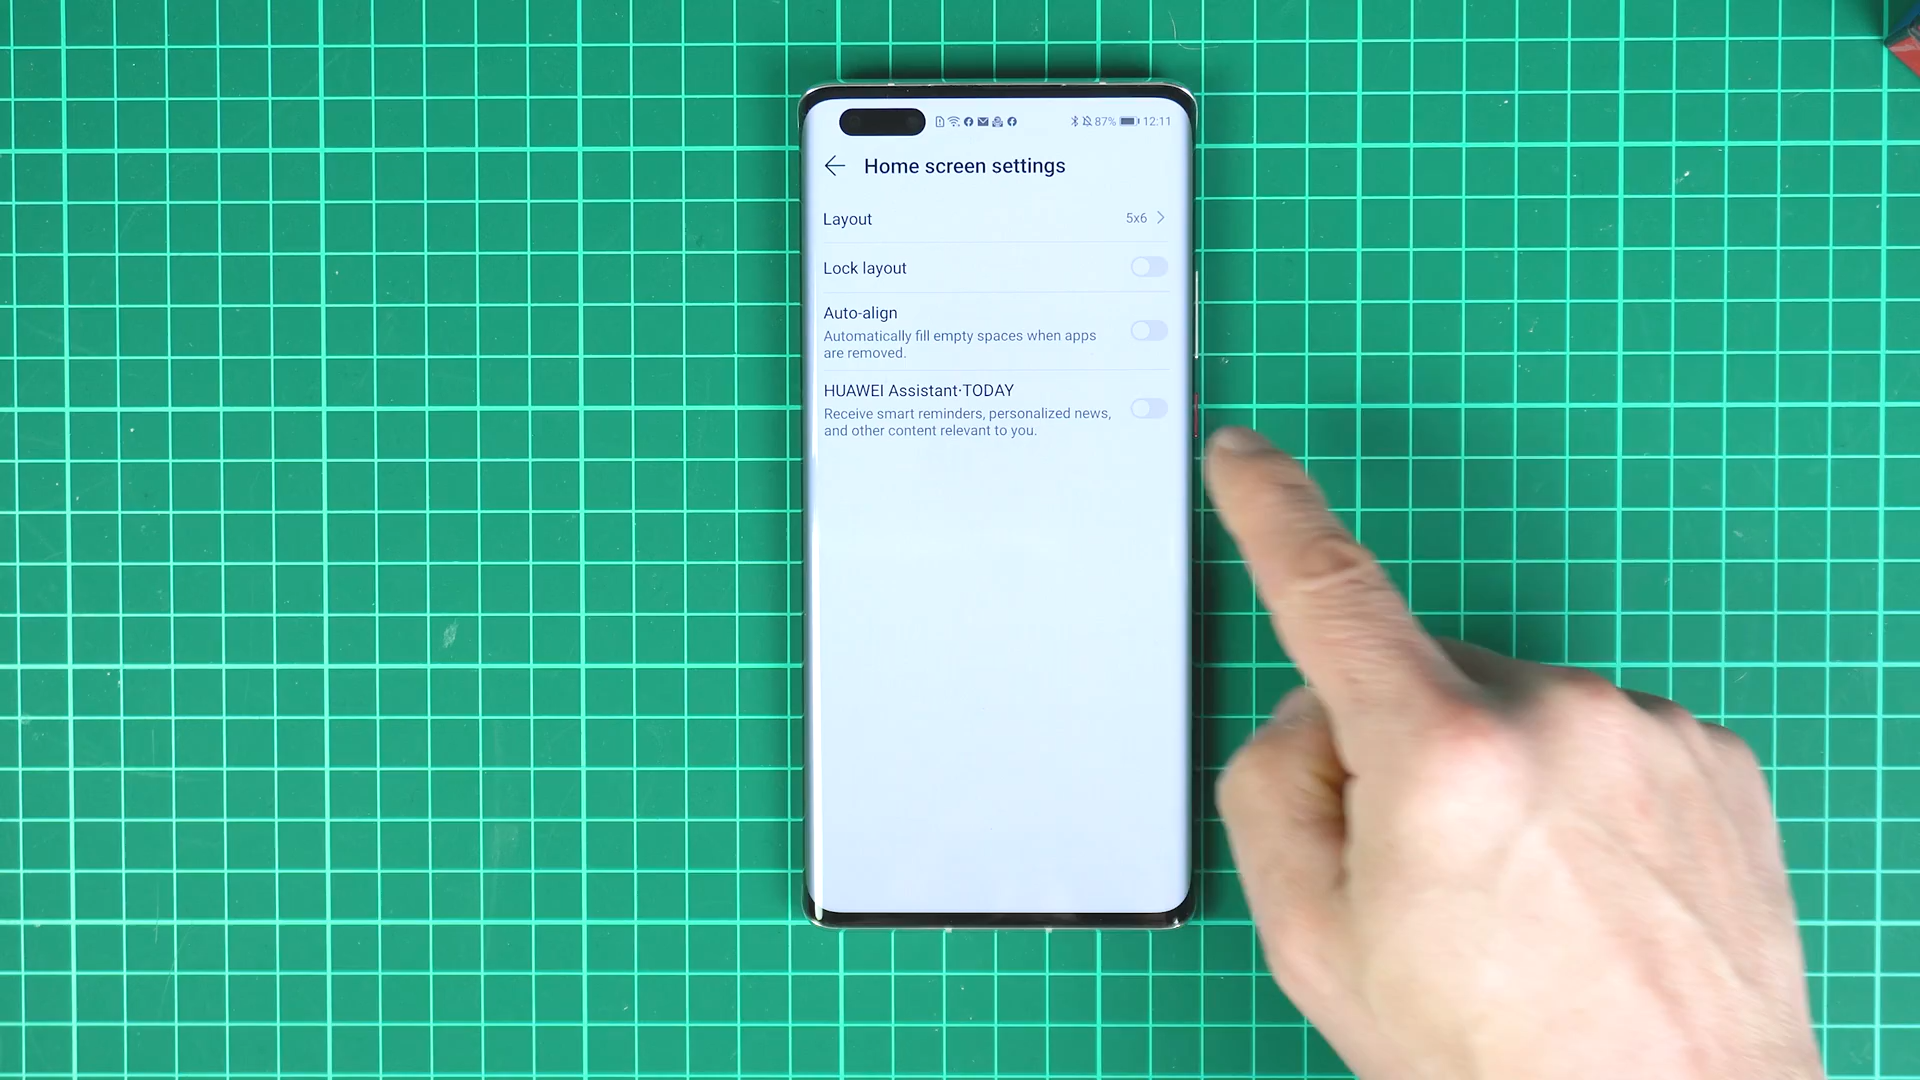 87% 12:11
Home screen settings
Layout 5x6
Lock layout
Auto-align
Automatically fill empty spaces when apps
are removed.
HUAWEI Assistant·TODAY
Receive smart reminders, personalized news,
and other content relevant to you.